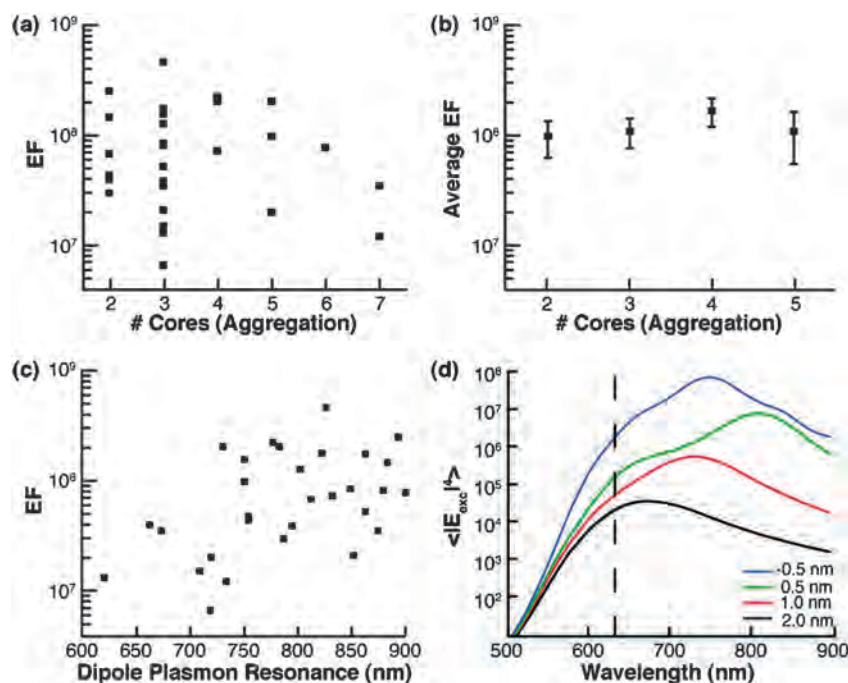 (a)
10⁹
10⁸
10⁷
EF
2 3 4 5 6 7
# Cores (Aggregation)
(b)
10⁹
10⁸
10⁷
Average EF
2 3 4 5
# Cores (Aggregation)
(c)
10⁹
10⁸
10⁷
EF
600 650 700 750 800 850 900
Dipole Plasmon Resonance (nm)
(d)
10⁸
10⁷
10⁶
10⁵
10⁴
10³
10²
10
<|E_exc|⁴>
-0.5 nm
0.5 nm
1.0 nm
2.0 nm
500 600 700 800 900
Wavelength (nm)